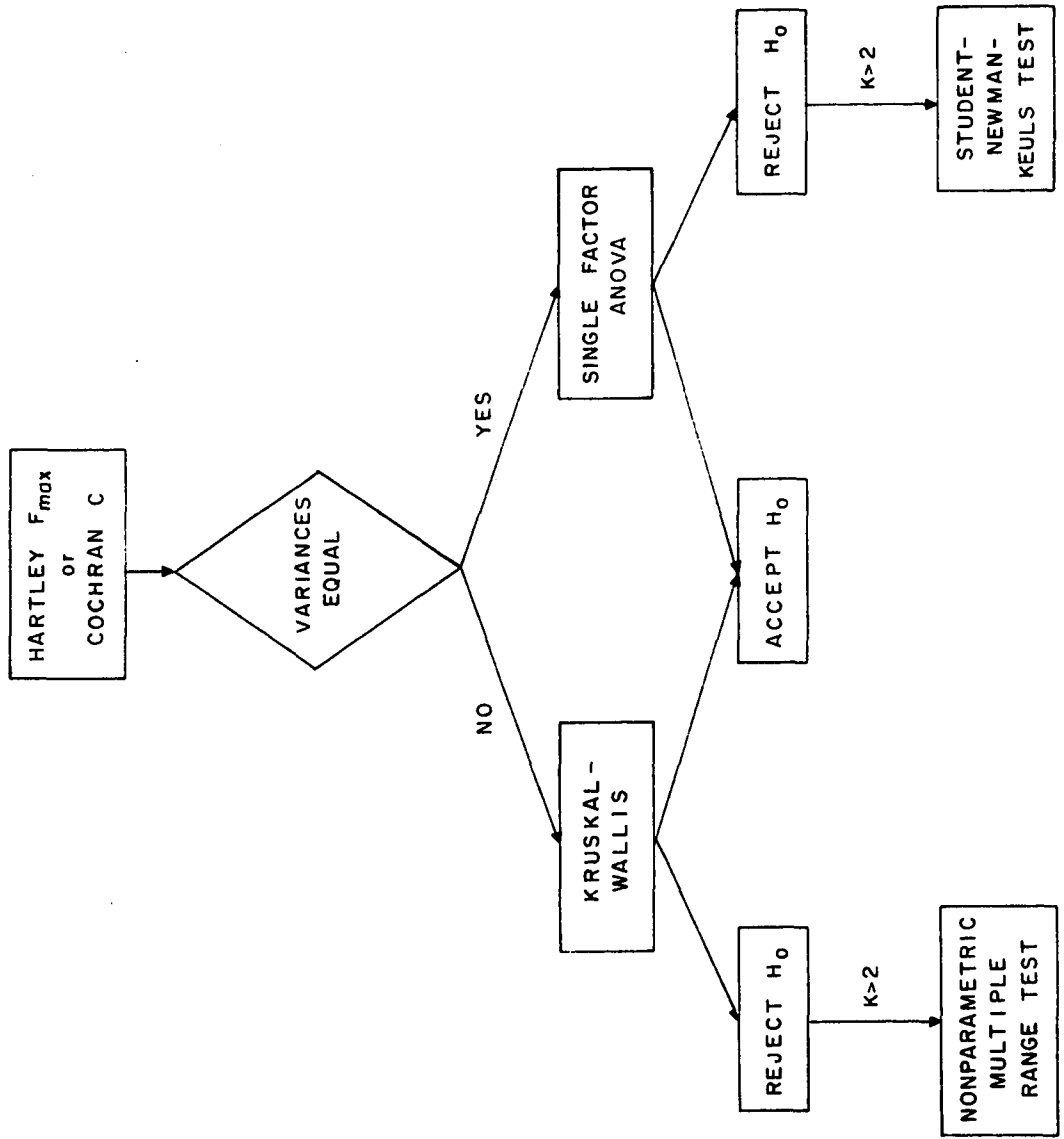 HARTLEY Fmax
or
COCHRAN C
VARIANCES
EQUAL
NO
YES
KRUSKAL-
WALLIS
SINGLE FACTOR
ANOVA
REJECT H0
ACCEPT H0
REJECT H0
K>2
K>2
NONPARAMETRIC
MULTIPLE
RANGE TEST
STUDENT-
NEWMAN-
KEULS TEST